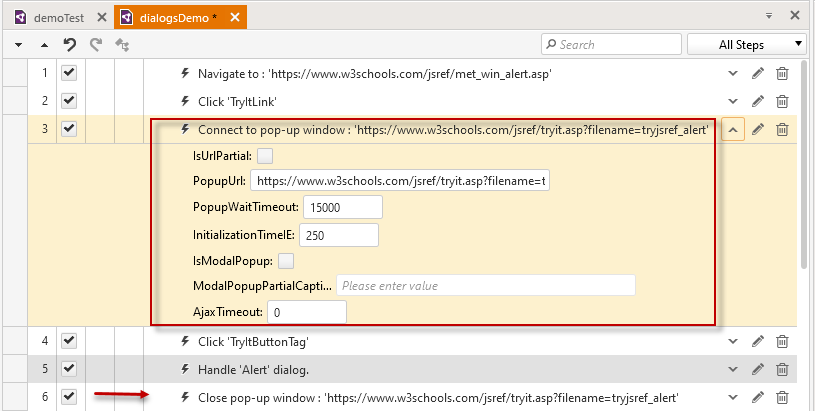 demoTest
dialogsDemo *
Search
All Steps
1 Navigate to : 'https://www.w3schools.com/jsref/met_win_alert.asp'
2 Click 'TryItLink'
3 Connect to pop-up window : 'https://www.w3schools.com/jsref/tryit.asp?filename=tryjsref_alert'
IsUrlPartial:
PopupUrl: https://www.w3schools.com/jsref/tryit.asp?filename=t
PopupWaitTimeout: 15000
InitializationTimeIE: 250
IsModalPopup:
ModalPopupPartialCapti... Please enter value
AjaxTimeout: 0
4 Click 'TryItButtonTag'
5 Handle 'Alert' dialog.
6 Close pop-up window : 'https://www.w3schools.com/jsref/tryit.asp?filename=tryjsref_alert'